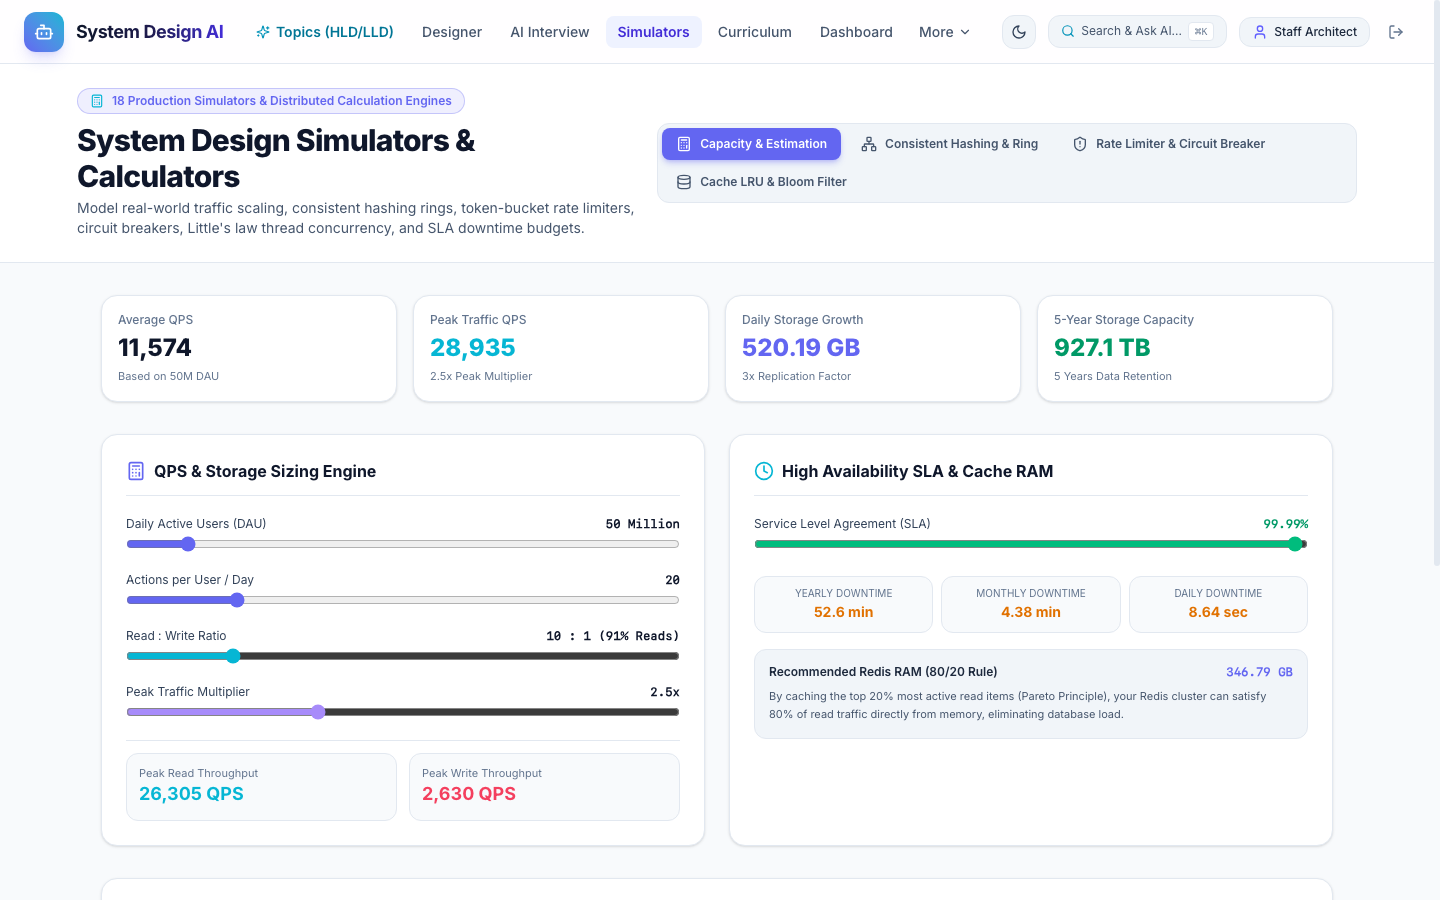 System Design AI
Topics (HLD/LLD)
Designer
AI Interview
Simulators
Curriculum
Dashboard
More
Search & Ask AI...
⌘K
Staff Architect
18 Production Simulators & Distributed Calculation Engines
System Design Simulators &
Calculators
Model real-world traffic scaling, consistent hashing rings, token-bucket rate limiters,
circuit breakers, Little's law thread concurrency, and SLA downtime budgets.
Capacity & Estimation
Consistent Hashing & Ring
Rate Limiter & Circuit Breaker
Cache LRU & Bloom Filter
Average QPS
11,574
Based on 50M DAU
Peak Traffic QPS
28,935
2.5x Peak Multiplier
Daily Storage Growth
520.19 GB
3x Replication Factor
5-Year Storage Capacity
927.1 TB
5 Years Data Retention
QPS & Storage Sizing Engine
Daily Active Users (DAU)
50 Million
Actions per User / Day
20
Read : Write Ratio
10 : 1 (91% Reads)
Peak Traffic Multiplier
2.5x
Peak Read Throughput
26,305 QPS
Peak Write Throughput
2,630 QPS
High Availability SLA & Cache RAM
Service Level Agreement (SLA)
99.99%
YEARLY DOWNTIME
52.6 min
MONTHLY DOWNTIME
4.38 min
DAILY DOWNTIME
8.64 sec
Recommended Redis RAM (80/20 Rule)
346.79 GB
By caching the top 20% most active read items (Pareto Principle), your Redis cluster can satisfy
80% of read traffic directly from memory, eliminating database load.